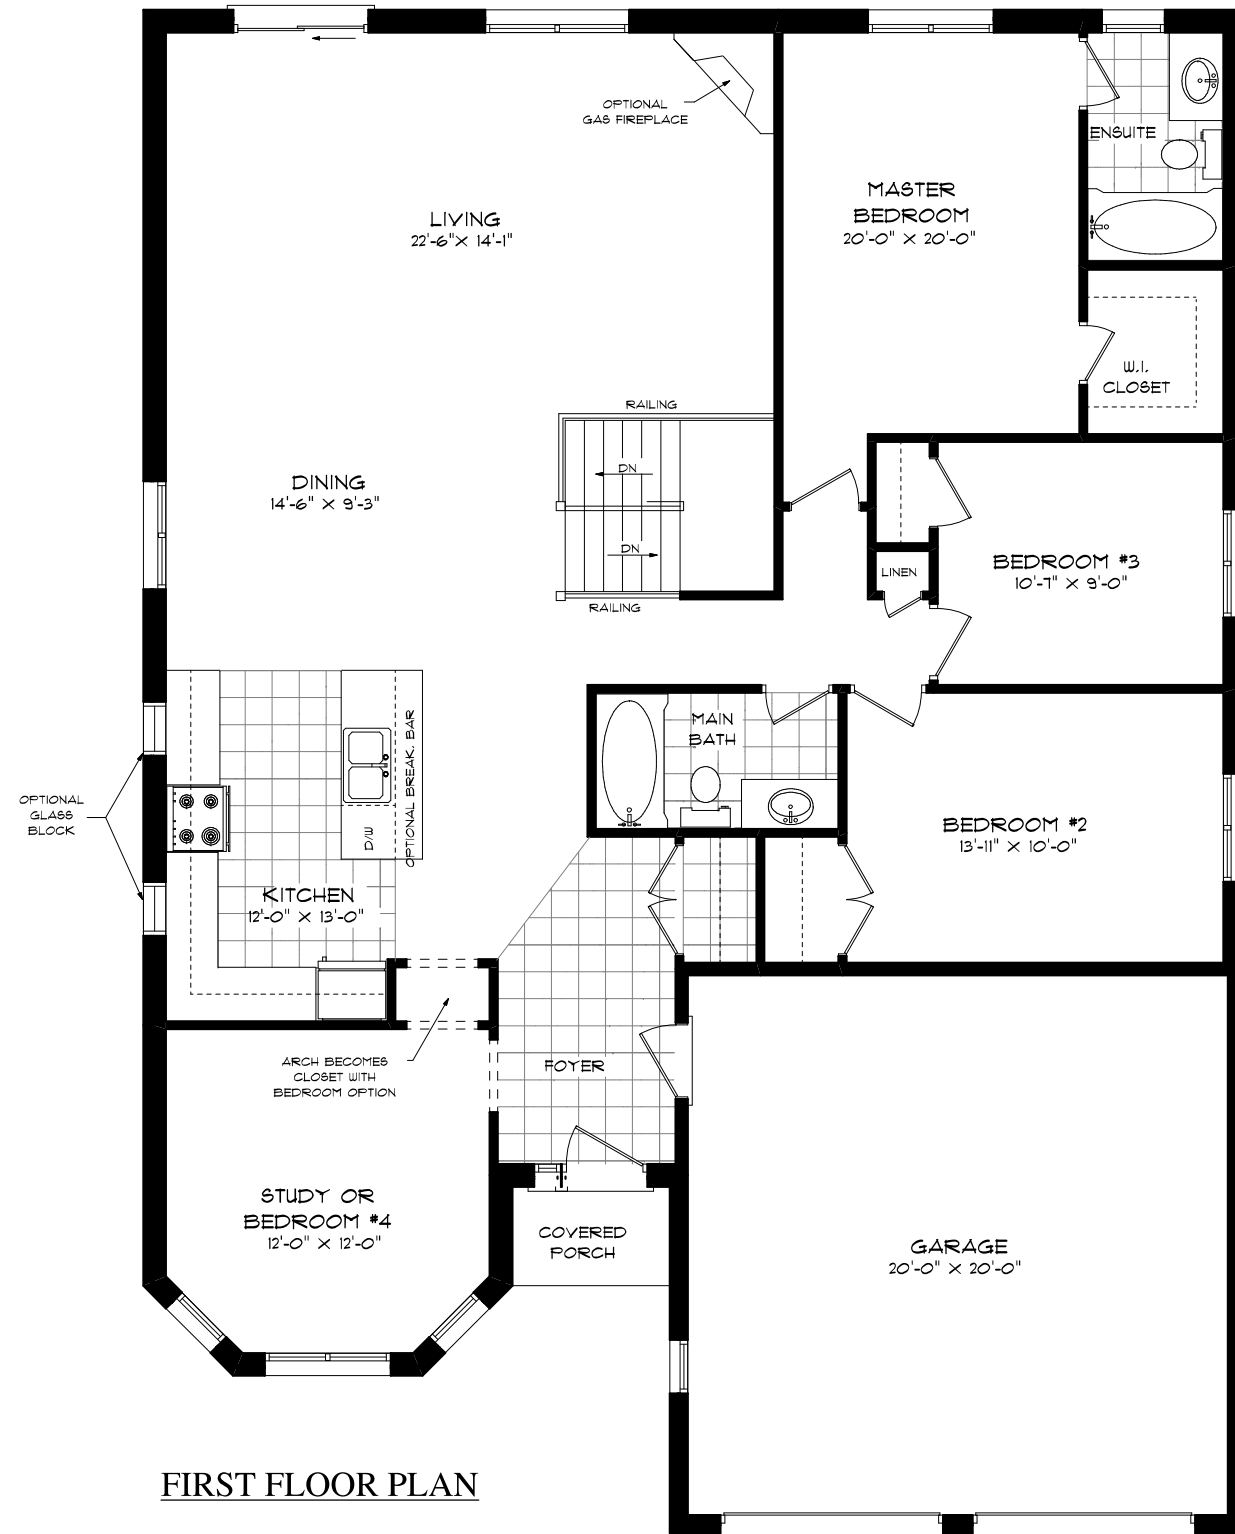 OPTIONAL
GAS FIREPLACE
ENSUITE
MASTER
BEDROOM
20'-0" X 20'-0"
LIVING
22'-6" X 14'-1"
W.I.
CLOSET
RAILING
DN
DINING
14'-6" X 9'-3"
DN
RAILING
LINEN
BEDROOM #3
10'-7" X 9'-0"
MAIN
BATH
OPTIONAL BREAK. BAR
D/W
OPTIONAL
GLASS
BLOCK
BEDROOM #2
13'-11" X 10'-0"
KITCHEN
12'-0" X 13'-0"
ARCH BECOMES
CLOSET WITH
BEDROOM OPTION
FOYER
STUDY OR
BEDROOM #4
12'-0" X 12'-0"
COVERED
PORCH
GARAGE
20'-0" X 20'-0"
FIRST FLOOR PLAN